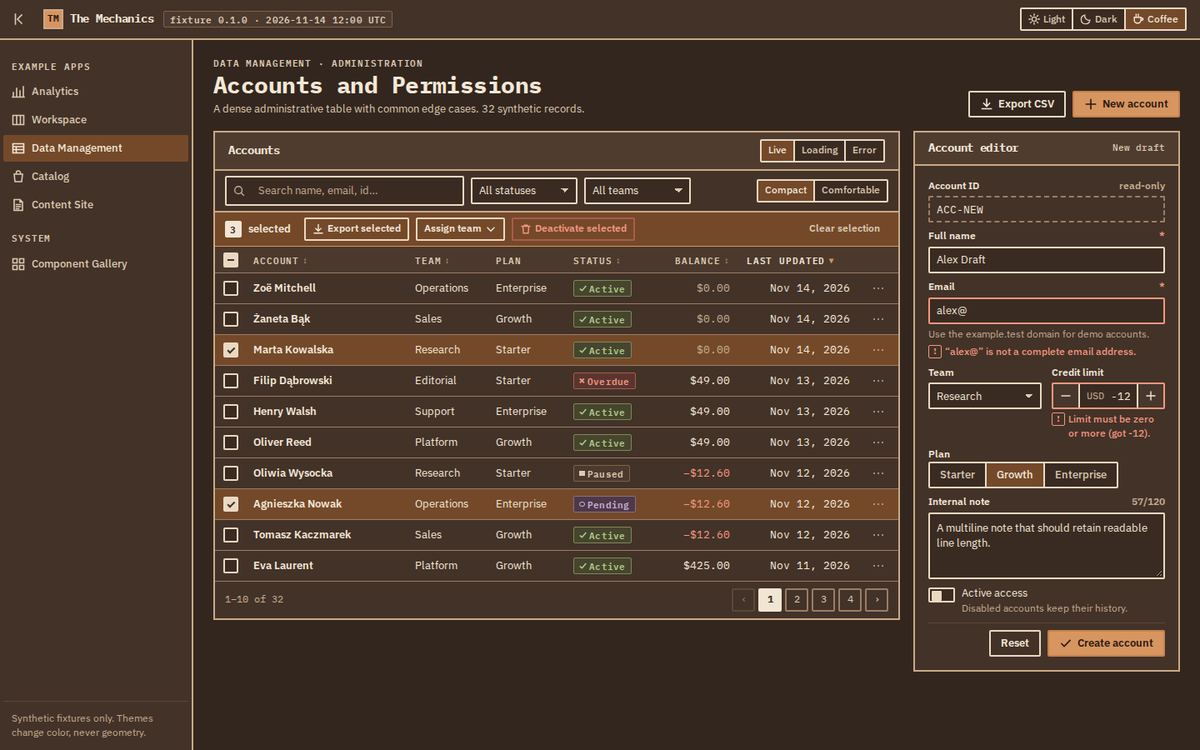 TM The Mechanics fixture 0.1.0 · 2026-11-14 12:00 UTC Light Dark Coffee
EXAMPLE APPS
Analytics
Workspace
Data Management
Catalog
Content Site
SYSTEM
Component Gallery
Synthetic fixtures only. Themes
change color, never geometry.
DATA MANAGEMENT · ADMINISTRATION
Accounts and Permissions
A dense administrative table with common edge cases. 32 synthetic records.
Export CSV New account
Accounts Live Loading Error
Search name, email, id… All statuses All teams Compact Comfortable
3 selected Export selected Assign team Deactivate selected Clear selection
ACCOUNT TEAM PLAN STATUS BALANCE LAST UPDATED
Zoë Mitchell Operations Enterprise Active $0.00 Nov 14, 2026 ···
Żaneta Bąk Sales Growth Active $0.00 Nov 14, 2026 ···
Marta Kowalska Research Starter Active $0.00 Nov 14, 2026 ···
Filip Dąbrowski Editorial Starter Overdue $49.00 Nov 13, 2026 ···
Henry Walsh Support Enterprise Active $49.00 Nov 13, 2026 ···
Oliver Reed Platform Growth Active $49.00 Nov 13, 2026 ···
Oliwia Wysocka Research Starter Paused −$12.60 Nov 12, 2026 ···
Agnieszka Nowak Operations Enterprise Pending −$12.60 Nov 12, 2026 ···
Tomasz Kaczmarek Sales Growth Active −$12.60 Nov 12, 2026 ···
Eva Laurent Platform Growth Active $425.00 Nov 11, 2026 ···
1–10 of 32 ‹ 1 2 3 4 ›
Account editor New draft
Account ID read-only
ACC-NEW
Full name *
Alex Draft
Email *
alex@
Use the example.test domain for demo accounts.
! “alex@” is not a complete email address.
Team Credit limit
Research − USD -12 +
! Limit must be zero
or more (got -12).
Plan
Starter Growth Enterprise
Internal note 57/120
A multiline note that should retain readable
line length.
Active access
Disabled accounts keep their history.
Reset Create account